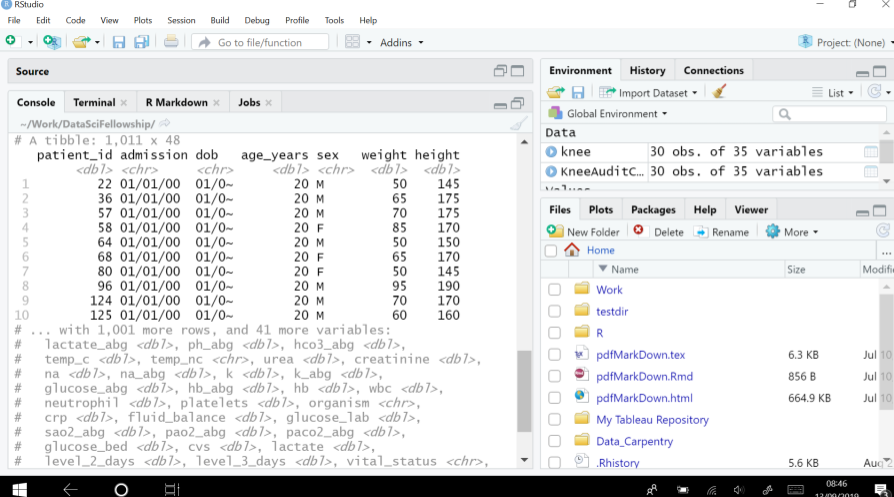 RStudio
File Edit Code View Plots Session Build Debug Profile Tools Help
Go to file/function Addins Project: (None)
Source
Console Terminal R Markdown Jobs
~/Work/DataSciFellowship/
# A tibble: 1,011 x 48
patient_id admission dob age_years sex weight height
<dbl> <chr> <chr> <dbl> <chr> <dbl> <dbl>
1 22 01/01/00 01/0~ 20 M 50 145
2 36 01/01/00 01/0~ 20 M 65 175
3 57 01/01/00 01/0~ 20 M 70 175
4 58 01/01/00 01/0~ 20 F 85 170
5 64 01/01/00 01/0~ 20 M 50 150
6 68 01/01/00 01/0~ 20 F 65 170
7 80 01/01/00 01/0~ 20 F 50 145
8 96 01/01/00 01/0~ 20 M 95 190
9 124 01/01/00 01/0~ 20 M 70 170
10 125 01/01/00 01/0~ 20 M 60 160
# ... with 1,001 more rows, and 41 more variables:
# lactate_abg <dbl>, ph_abg <dbl>, hco3_abg <dbl>,
# temp_c <dbl>, temp_nc <chr>, urea <dbl>, creatinine <dbl>,
# na <dbl>, na_abg <dbl>, k <dbl>, k_abg <dbl>,
# glucose_abg <dbl>, hb_abg <dbl>, hb <dbl>, wbc <dbl>,
# neutrophil <dbl>, platelets <dbl>, organism <chr>,
# crp <dbl>, fluid_balance <dbl>, glucose_lab <dbl>,
# sao2_abg <dbl>, pao2_abg <dbl>, paco2_abg <dbl>,
# glucose_bed <dbl>, cvs <dbl>, lactate <dbl>,
# level_2_days <dbl>, level_3_days <dbl>, vital_status <chr>,
Environment History Connections
Import Dataset List
Global Environment
Data
knee 30 obs. of 35 variables
KneeAuditC… 30 obs. of 35 variables
Values
Files Plots Packages Help Viewer
New Folder Delete Rename More
Home ...
Name Size Modifi
Work
testdir
R
pdfMarkDown.tex 6.3 KB Jul 10
pdfMarkDown.Rmd 856 B Jul 10
pdfMarkDown.html 664.9 KB Jul 10
My Tableau Repository
Data_Carpentry
.Rhistory 5.6 KB Aug 2
08:46
13/09/2019